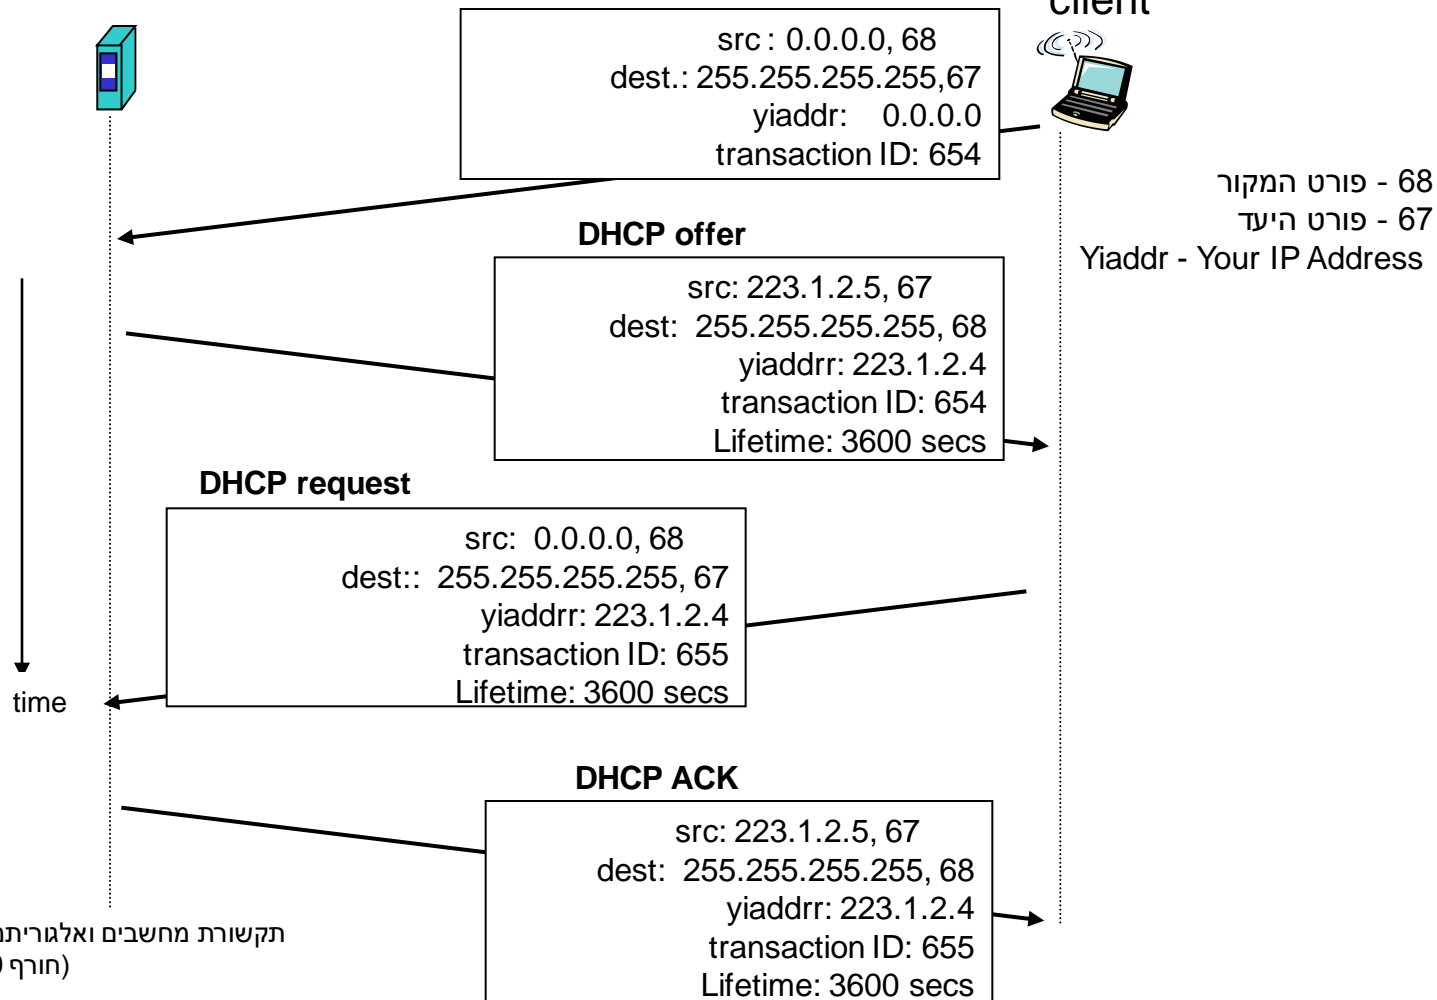 client
src : 0.0.0.0, 68
dest.: 255.255.255.255,67
yiaddr: 0.0.0.0
transaction ID: 654
68 - פורט המקור
67 - פורט היעד
Yiaddr - Your IP Address
DHCP offer
src: 223.1.2.5, 67
dest: 255.255.255.255, 68
yiaddrr: 223.1.2.4
transaction ID: 654
Lifetime: 3600 secs
DHCP request
src: 0.0.0.0, 68
dest:: 255.255.255.255, 67
yiaddrr: 223.1.2.4
transaction ID: 655
Lifetime: 3600 secs
time
DHCP ACK
src: 223.1.2.5, 67
dest: 255.255.255.255, 68
yiaddrr: 223.1.2.4
transaction ID: 655
Lifetime: 3600 secs
תקשורת מחשבים
(חורף